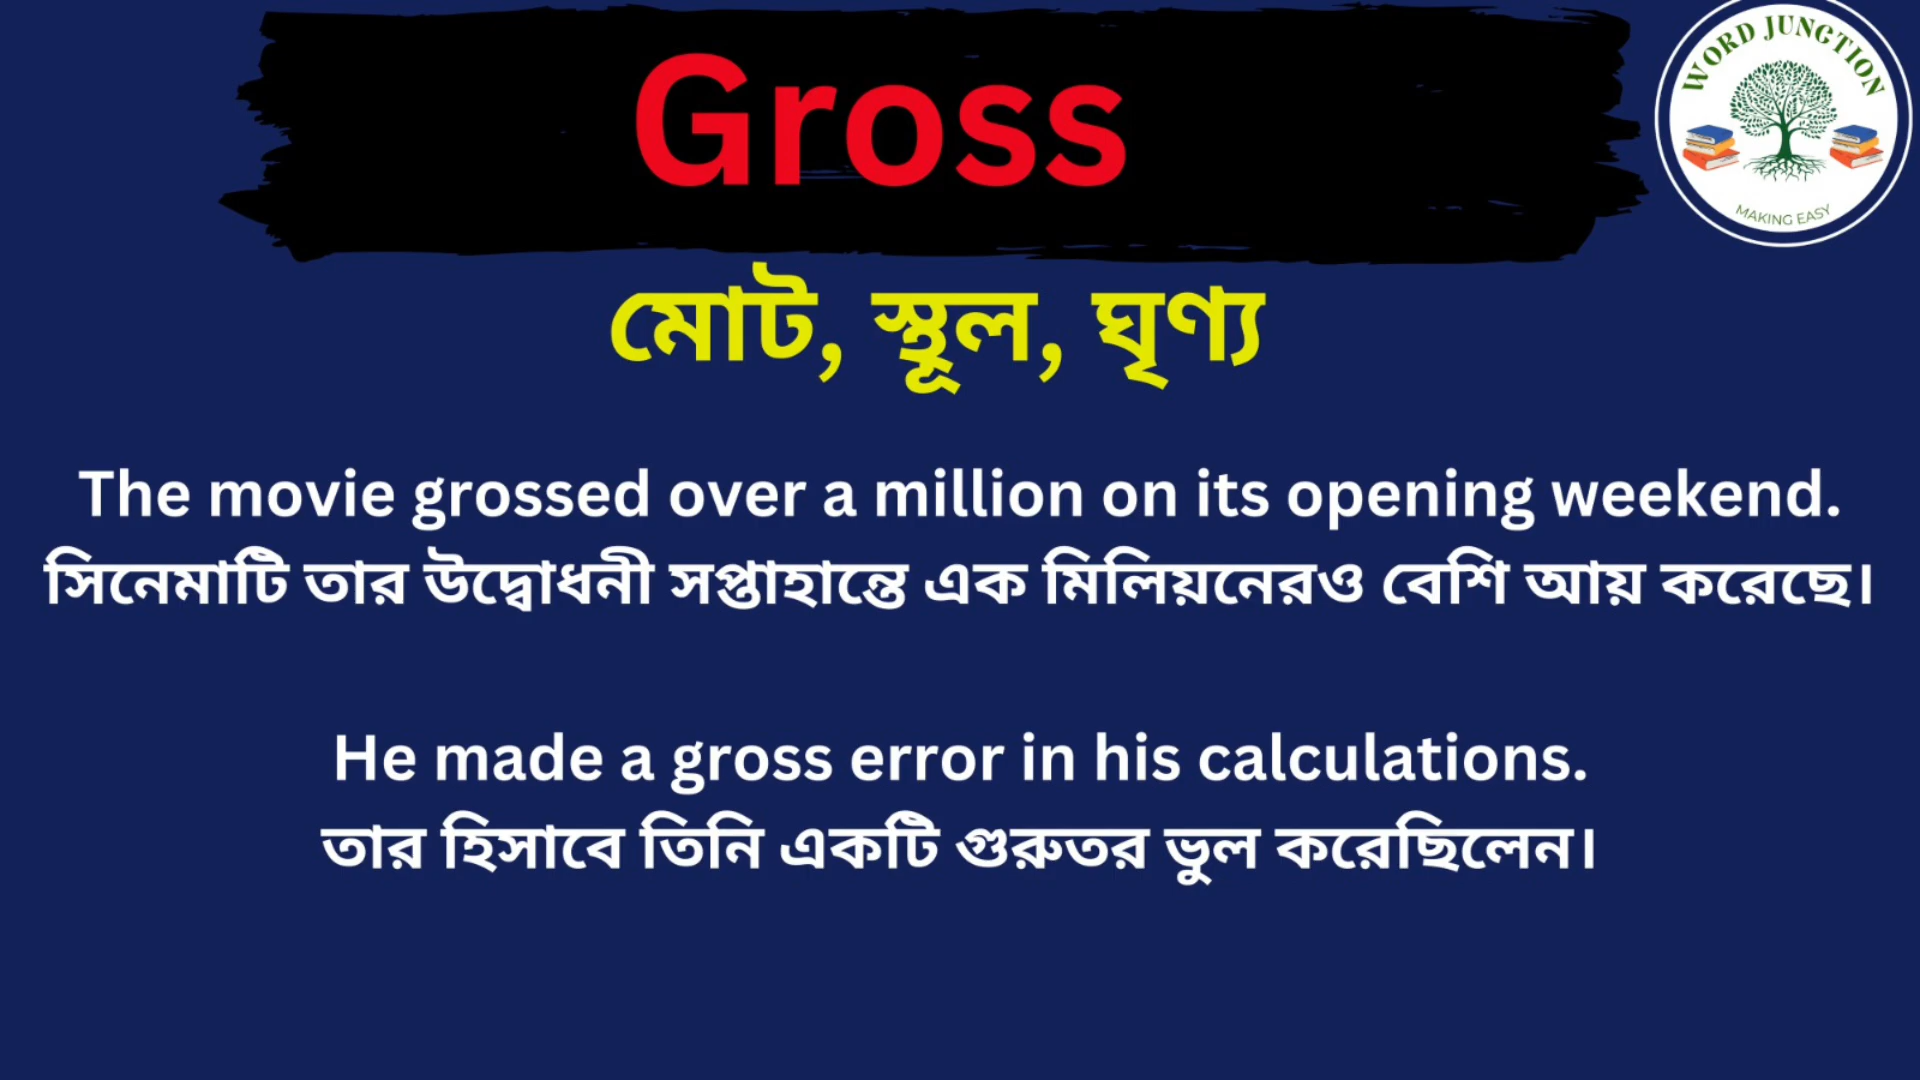 WORD JUNCTION
MAKING EASY
Gross
মোট, স্থূল, ঘৃণ্য
The movie grossed over a million on its opening weekend.
সিনেমাটি তার উদ্বোধনী সপ্তাহান্তে এক মিলিয়নেরও বেশি আয় করেছে।
He made a gross error in his calculations.
তার হিসাবে তিনি একটি গুরুতর ভুল করেছিলেন।